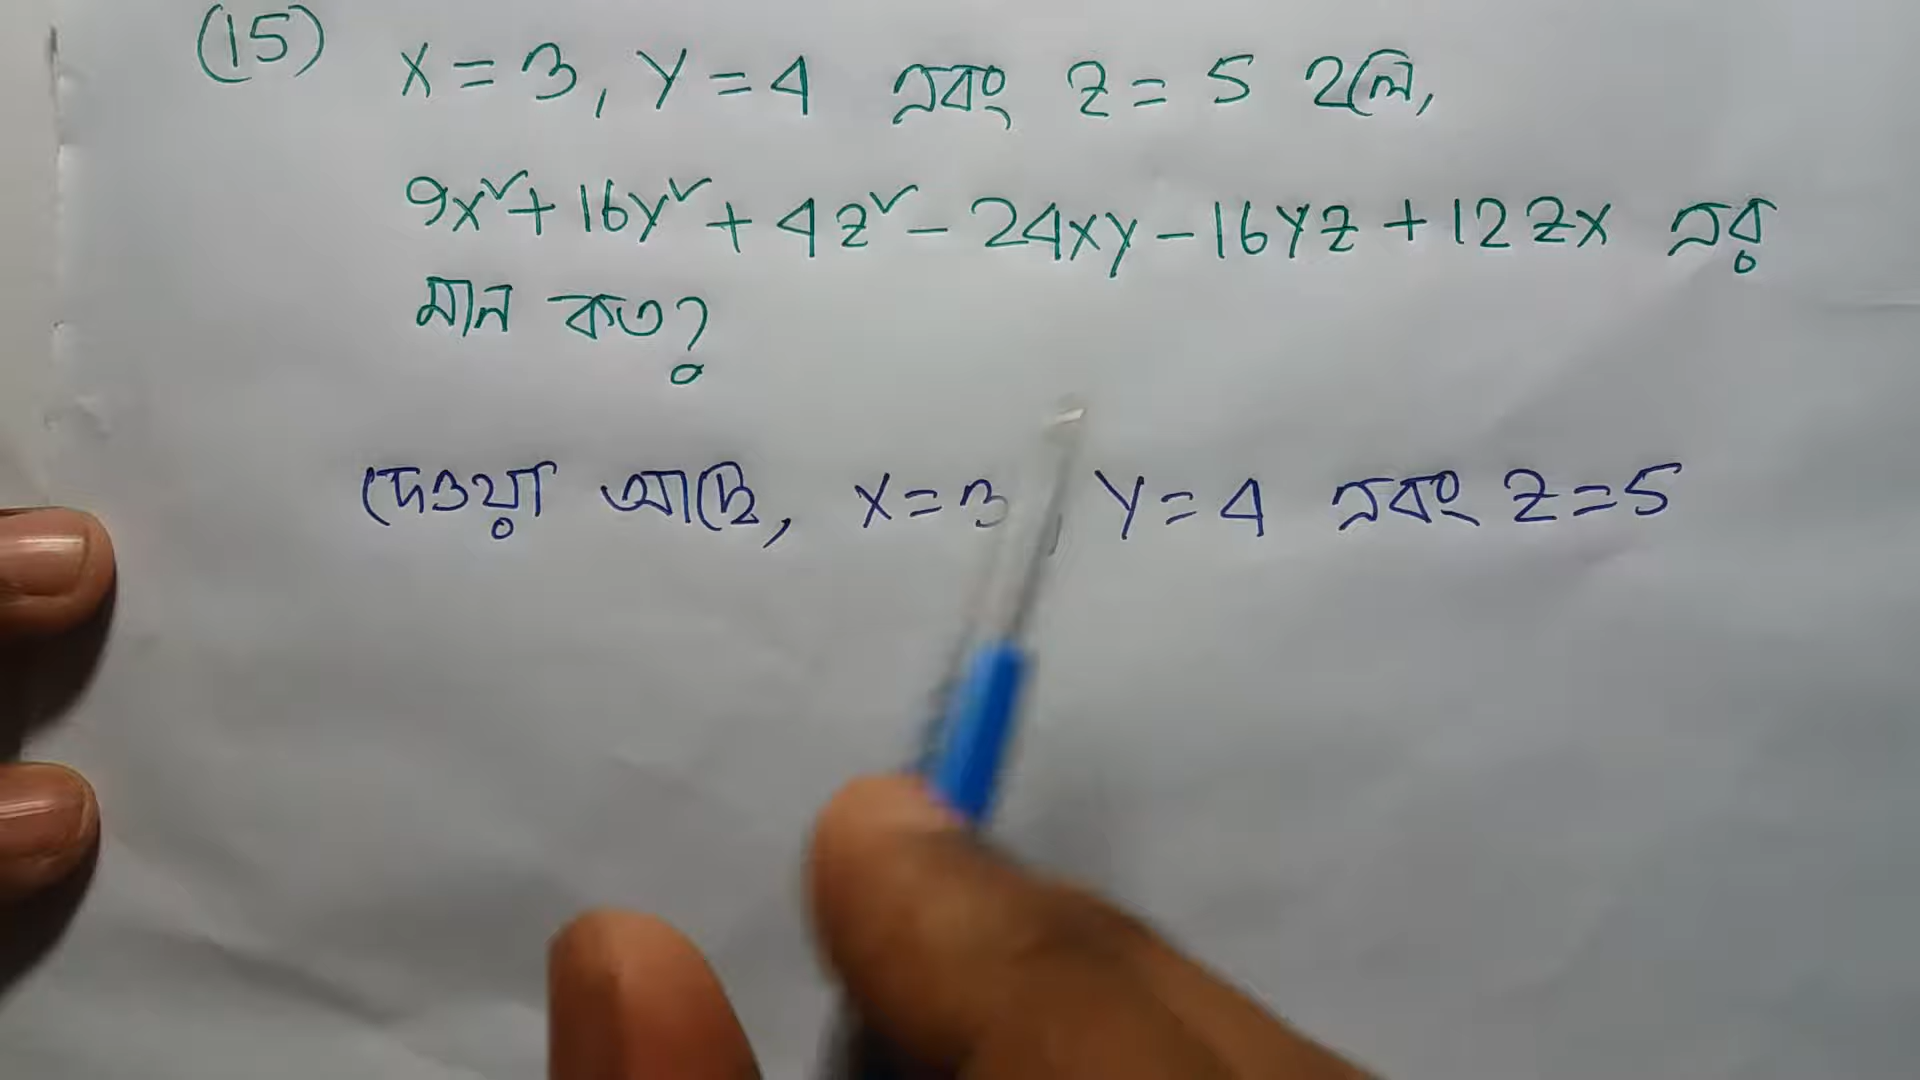 (15) x = 3, y = 4 এবং z = 5 হলে,
9x² + 16y² + 4z² - 24xy - 16yz + 12zx এর
মান কত?
দেওয়া আছে, x = 3, y = 4 এবং z = 5